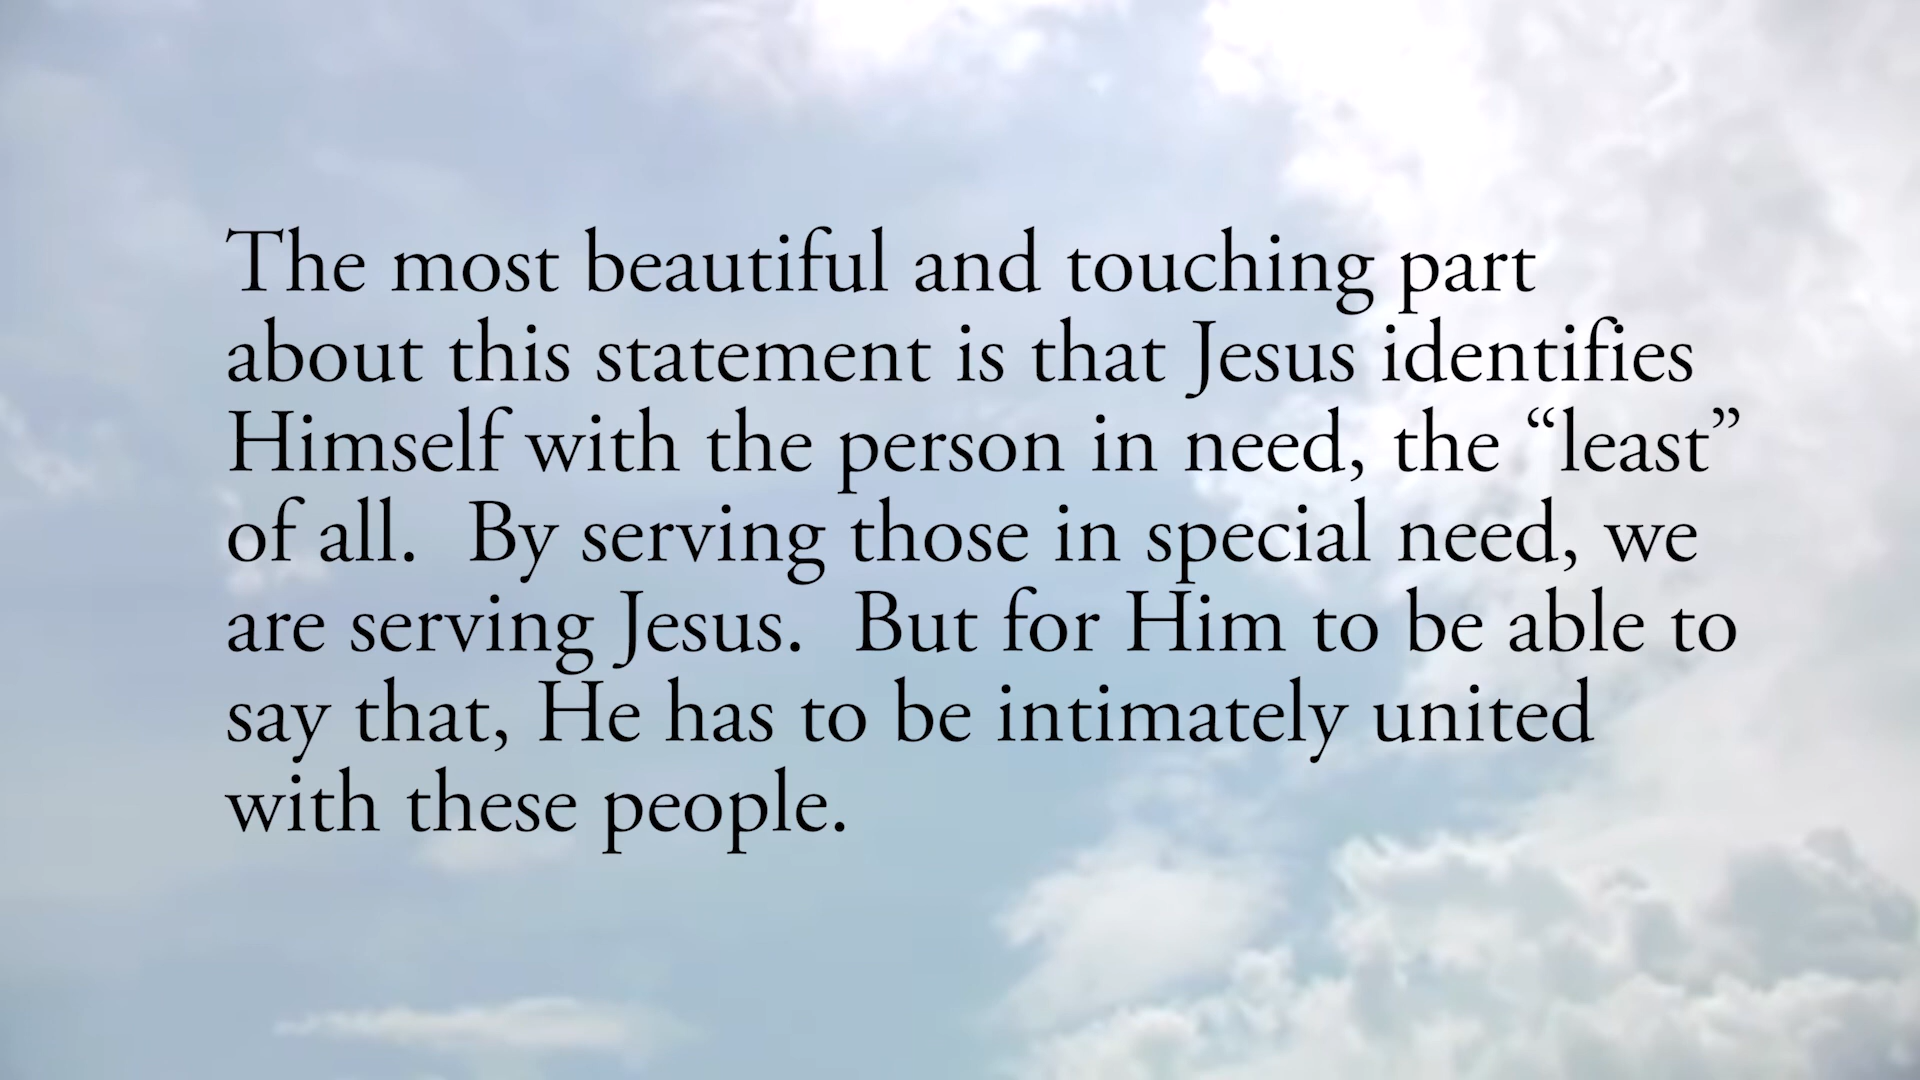 The most beautiful and touching part
about this statement is that Jesus identifies
Himself with the person in need, the “least”
of all.  By serving those in special need, we
are serving Jesus.  But for Him to be able to
say that, He has to be intimately united
with these people.